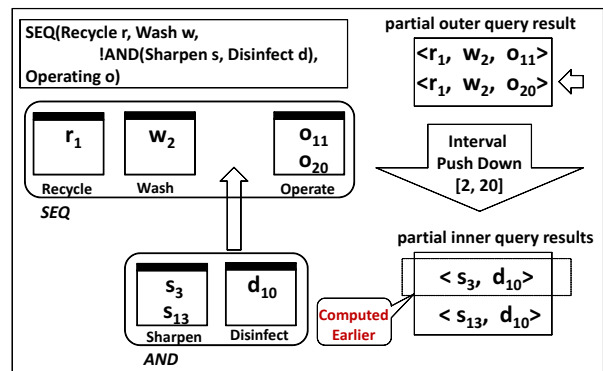 SEQ(Recycle r, Wash w,
!AND(Sharpen s, Disinfect d),
Operating o)
partial outer query result
<r1, w2, o11>
<r1, w2, o20>
r1
w2
o11
o20
Recycle
Wash
Operate
SEQ
Interval
Push Down
[2, 20]
partial inner query results
< s3, d10>
< s13, d10>
Computed
Earlier
s3
s13
d10
Sharpen
Disinfect
AND